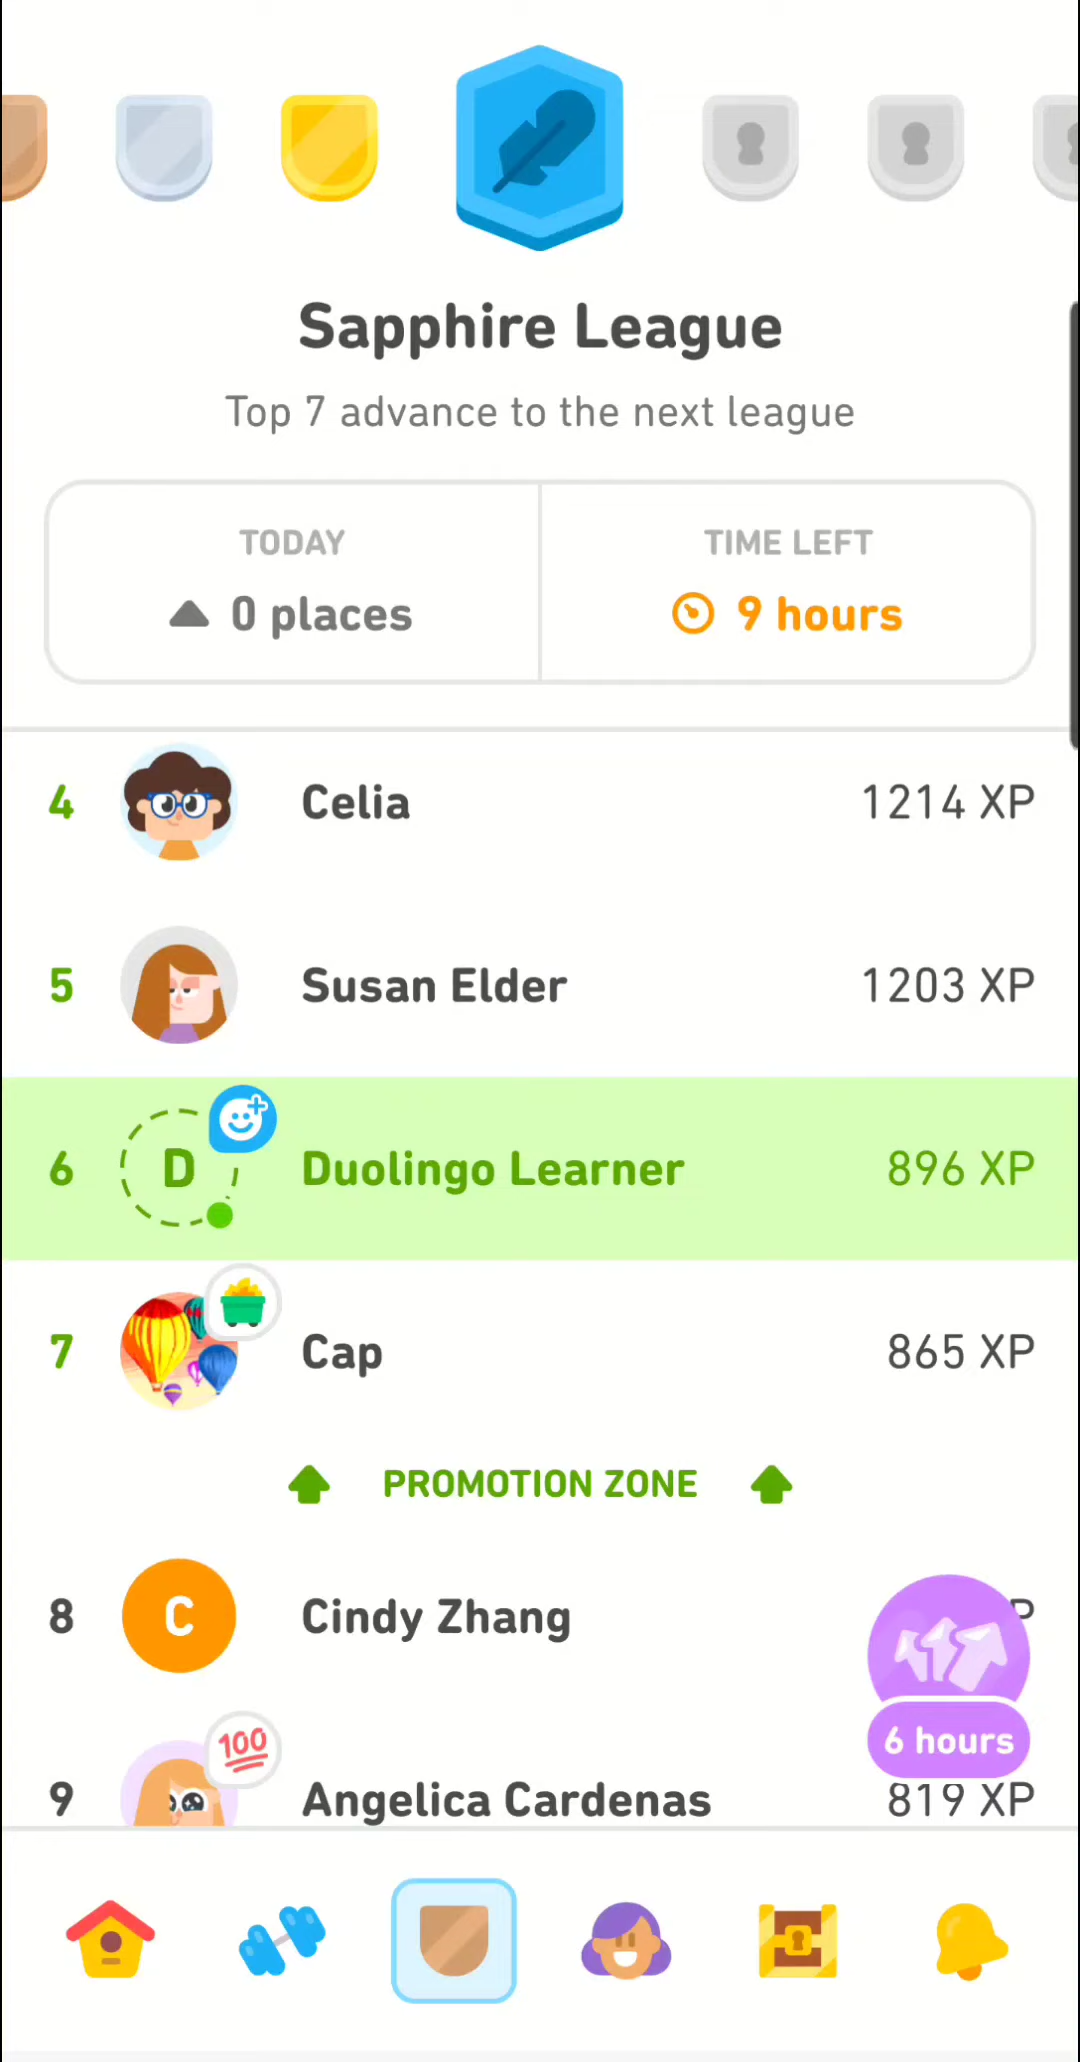 Sapphire League
Top 7 advance to the next league
TODAY
0 places
TIME LEFT
9 hours
4 Celia 1214 XP
5 Susan Elder 1203 XP
6 D Duolingo Learner 896 XP
7 Cap 865 XP
PROMOTION ZONE
8 C Cindy Zhang
6 hours
9 100 Angelica Cardenas 819 XP